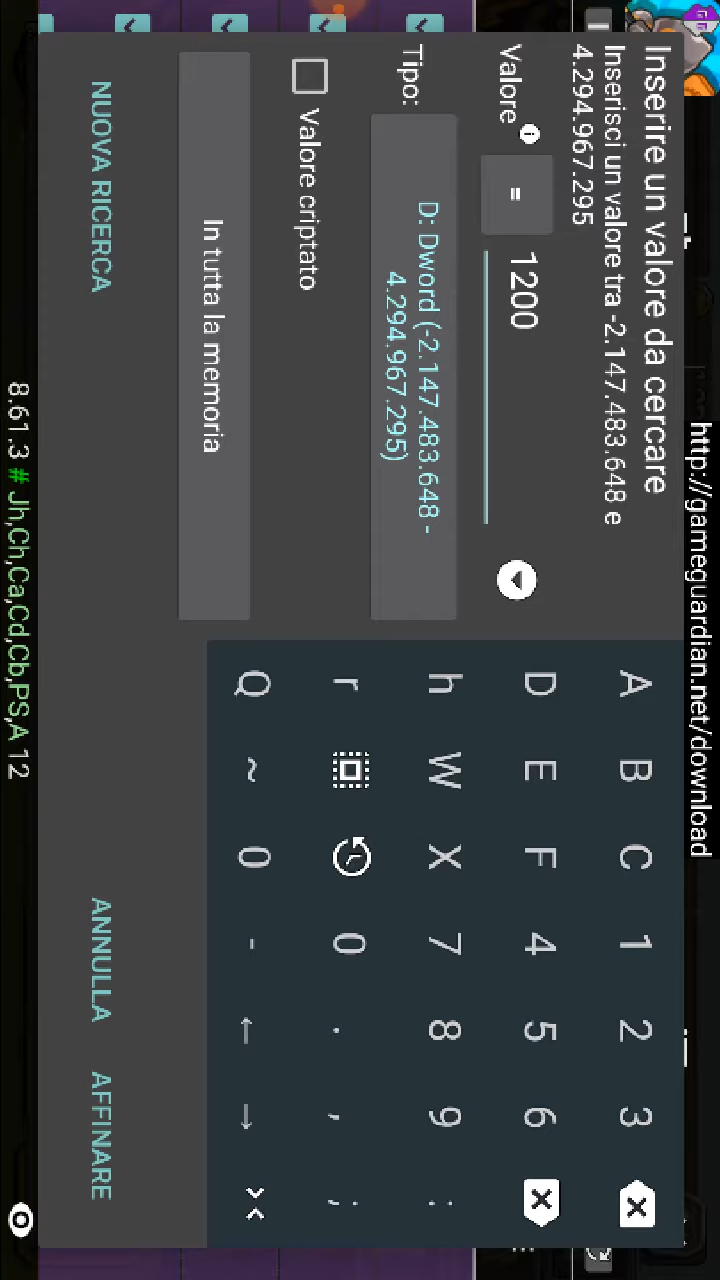 http://gameguardian.net/download
Inserire un valore da cercare
Inserisci un valore tra -2.147.483.648 e
4.294.967.295
Valore
=
1200
Tipo:
D: Dword (-2.147.483.648 -
4.294.967.295)
Valore criptato
In tutta la memoria
NUOVA RICERCA
ANNULLA
AFFINARE
A B C 1 2 3
D E F 4 5 6
h W X 7 8 9 :
r 0 . , ;
Q ~ 0 - ← → ><
8.61.3 # Jh,Ch,Ca,Cd,Cb,PS,A 12